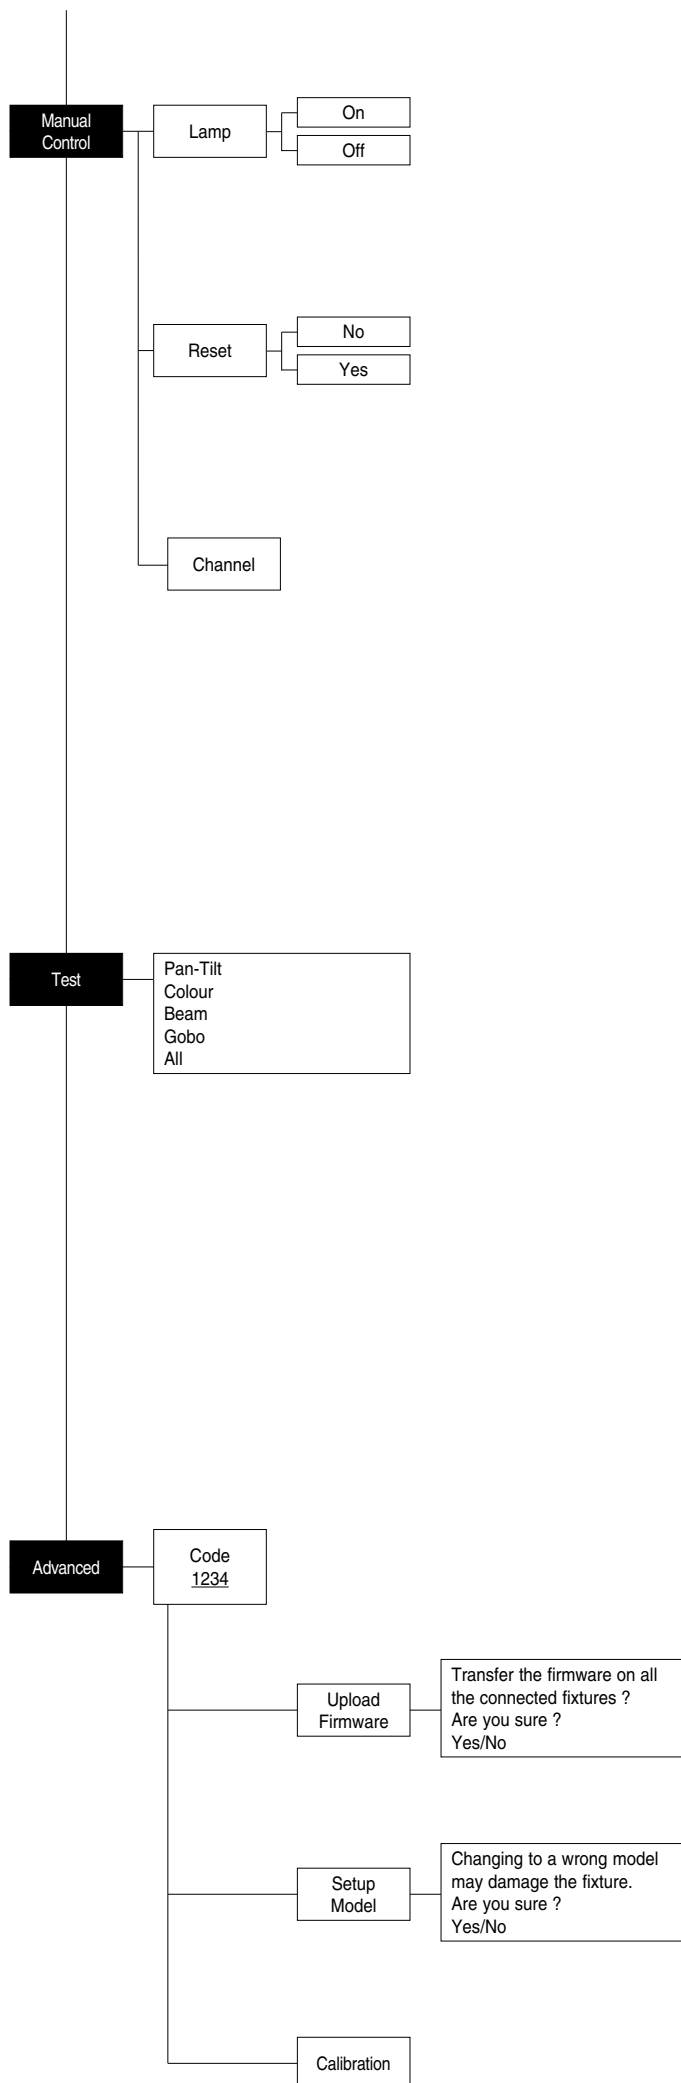 Manual
Control
Lamp
On
Off
Reset
No
Yes
Channel
Test
Pan-Tilt
Colour
Beam
Gobo
All
Advanced
Code
1234
Upload
Firmware
Transfer the firmware on all
the connected fixtures ?
Are you sure ?
Yes/No
Setup
Model
Changing to a wrong model
may damage the fixture.
Are you sure ?
Yes/No
Calibration